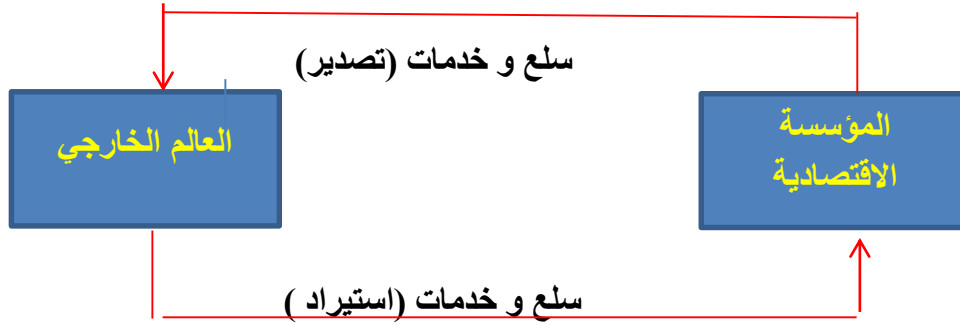 سلع و خدمات (تصدير)
المؤسسة
الاقتصادية
العالم الخارجي
سلع و خدمات (استيراد )